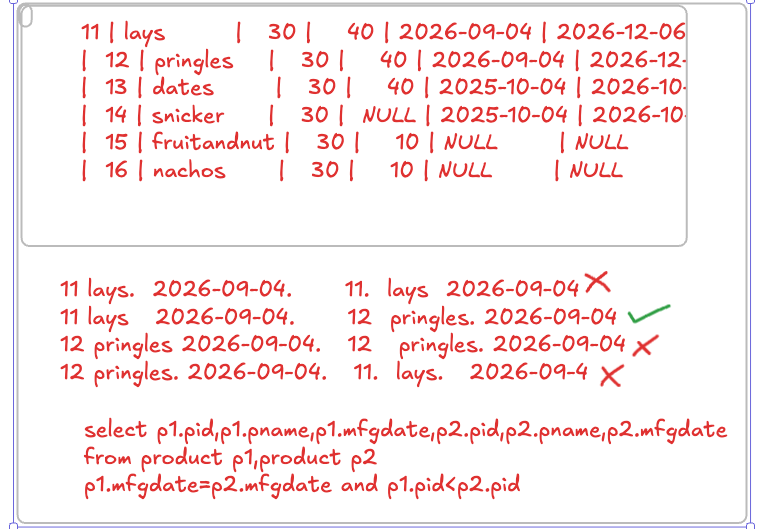 11 | lays | 30 | 40 | 2026-09-04 | 2026-12-06
| 12 | pringles | 30 | 40 | 2026-09-04 | 2026-12-
| 13 | dates | 30 | 40 | 2025-10-04 | 2026-10-
| 14 | snicker | 30 | NULL | 2025-10-04 | 2026-10-
| 15 | fruitandnut | 30 | 10 | NULL | NULL
| 16 | nachos | 30 | 10 | NULL | NULL
11 lays. 2026-09-04. 11. lays 2026-09-04
11 lays 2026-09-04. 12 pringles. 2026-09-04
12 pringles 2026-09-04. 12 pringles. 2026-09-04
12 pringles. 2026-09-04. 11. lays. 2026-09-4
select p1.pid,p1.pname,p1.mfgdate,p2.pid,p2.pname,p2.mfgdate
from product p1,product p2
p1.mfgdate=p2.mfgdate and p1.pid<p2.pid